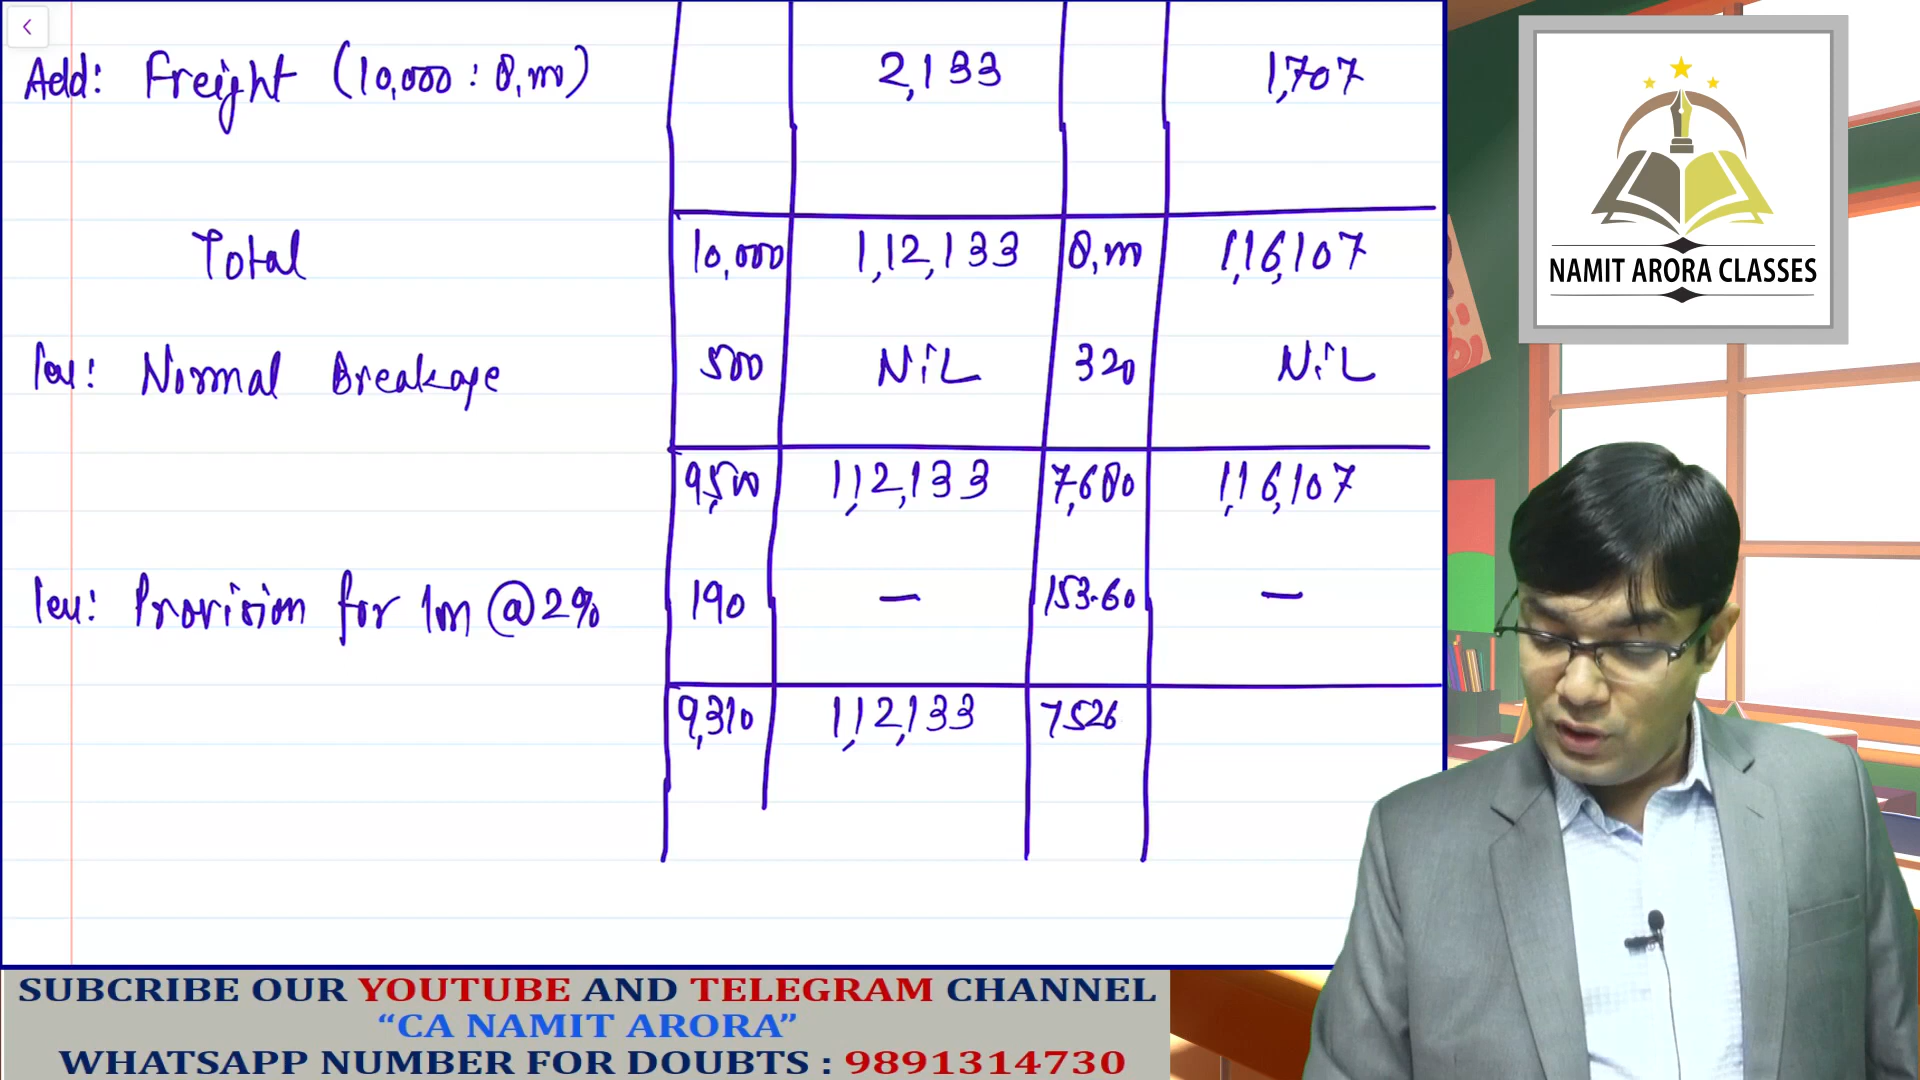 Add: Freight (10,000 : 8,000) 2,133 1,707
Total 10,000 1,12,133 8,000 1,16,107
Less: Normal Breakage 500 NiL 320 NiL
9,500 1,12,133 7,680 1,16,107
Less: Provision for loss @ 2% 190 — 153.60 —
9,310 1,12,133 7526
NAMIT ARORA CLASSES
SUBCRIBE OUR YOUTUBE AND TELEGRAM CHANNEL
“CA NAMIT ARORA”
WHATSAPP NUMBER FOR DOUBTS : 9891314730